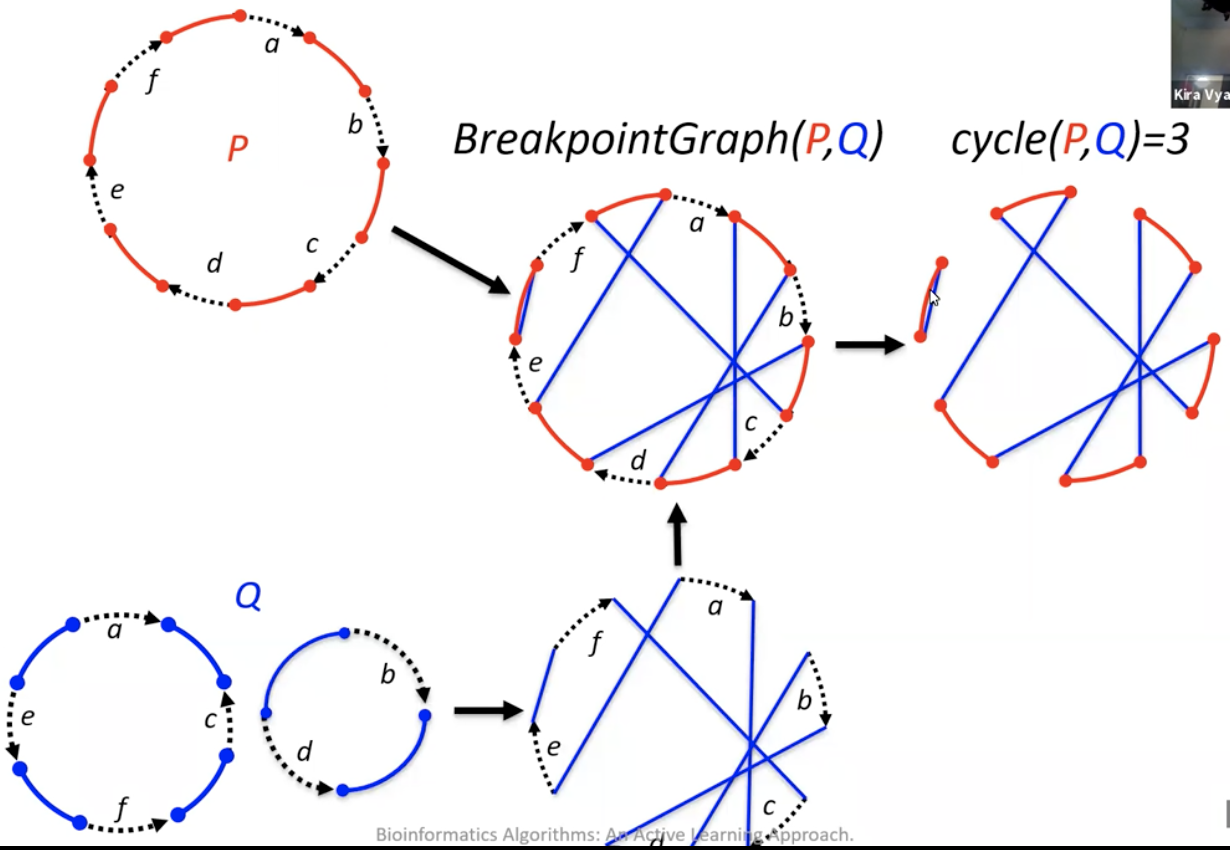 Kira Vya
a
f
b
P
BreakpointGraph(P,Q)
cycle(P,Q)=3
e
c
d
a
f
b
e
c
d
Q
a
b
e
c
d
f
a
f
b
e
c
d
Bioinformatics Algorithms: An Active Learning Approach.